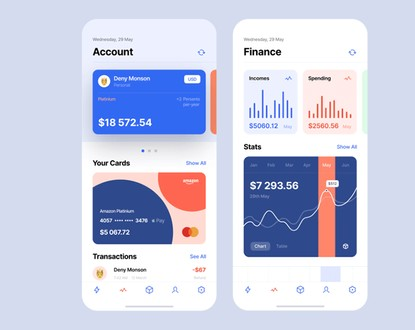 Wednesday, 29 May
Account
Deny Monson
Personal
USD
Platinum
+3 Percents
per year
$18 572.54
Your Cards
Show All
amazon
Amazon Platinum
4057 •••• •••• 3476 Pay
$5 067.72
Transactions
See All
Deny Monson
-$67
Wednesday, 29 May
Finance
Incomes
$5060.12 May
Spending
$2560.56 May
Stats
Show All
Jan Feb Mar Apr May Jun
$7 293.56
29th May
$312
Chart
Table